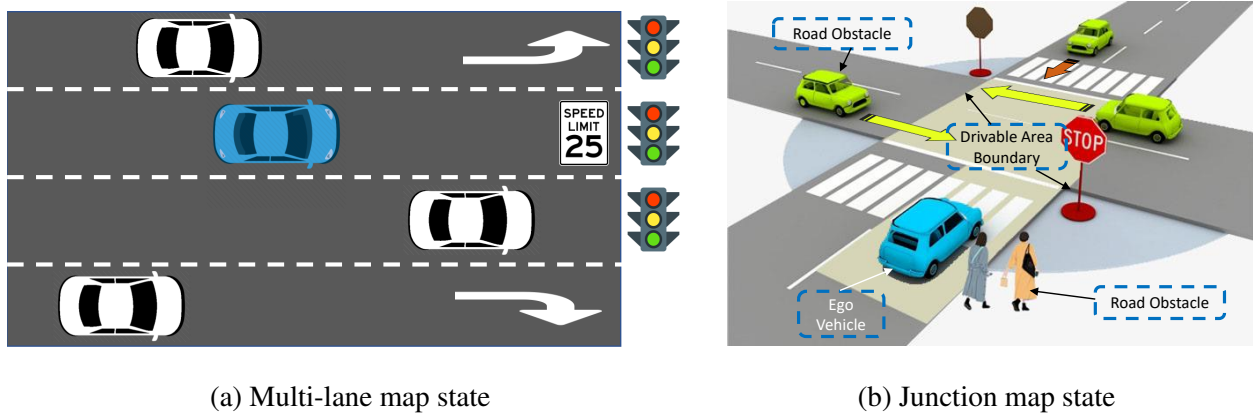 SPEED
LIMIT
25
(a) Multi-lane map state
Road Obstacle
Drivable Area
Boundary
STOP
Ego
Vehicle
Road Obstacle
(b) Junction map state